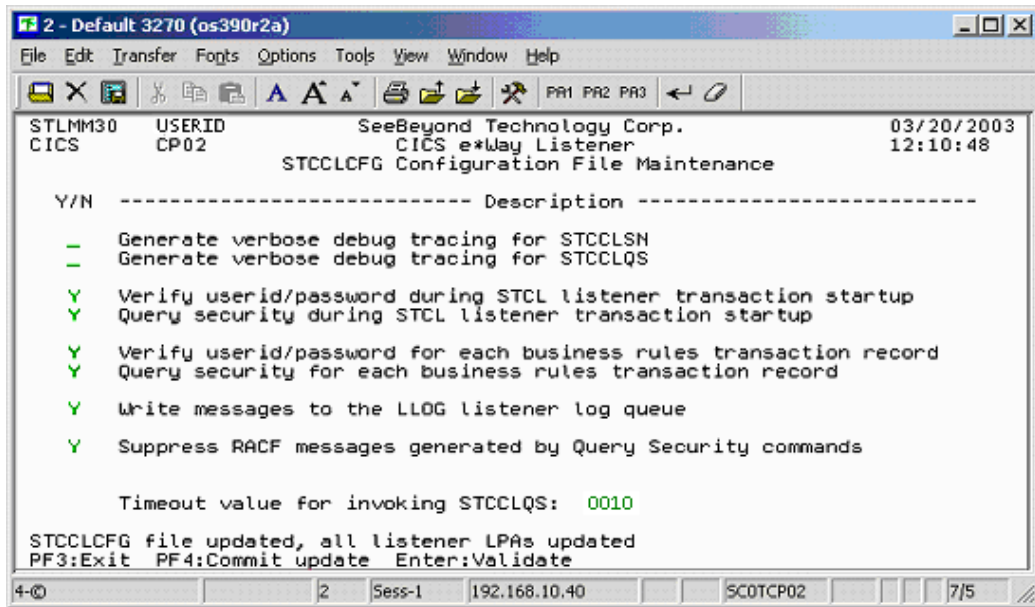 2 - Default 3270 (os390r2a)
File Edit Transfer Fonts Options Tools View Window Help
A A A PA1 PA2 PA3
STLMM30 USERID SeeBeyond Technology Corp. 03/20/2003
CICS CP02 CICS e*Way Listener 12:10:48
STCCLCFG Configuration File Maintenance
Y/N ---------------------------- Description ---------------------------
_ Generate verbose debug tracing for STCCLSN
_ Generate verbose debug tracing for STCCLQS
Y Verify userid/password during STCL listener transaction startup
Y Query security during STCL listener transaction startup
Y Verify userid/password for each business rules transaction record
Y Query security for each business rules transaction record
Y Write messages to the LLOG listener log queue
Y Suppress RACF messages generated by Query Security commands
Timeout value for invoking STCCLQS: 0010
STCCLCFG file updated, all listener LPAs updated
PF3:Exit PF4:Commit update Enter:Validate
4-© 2 Sess-1 192.168.10.40 SC0TCP02 7/5